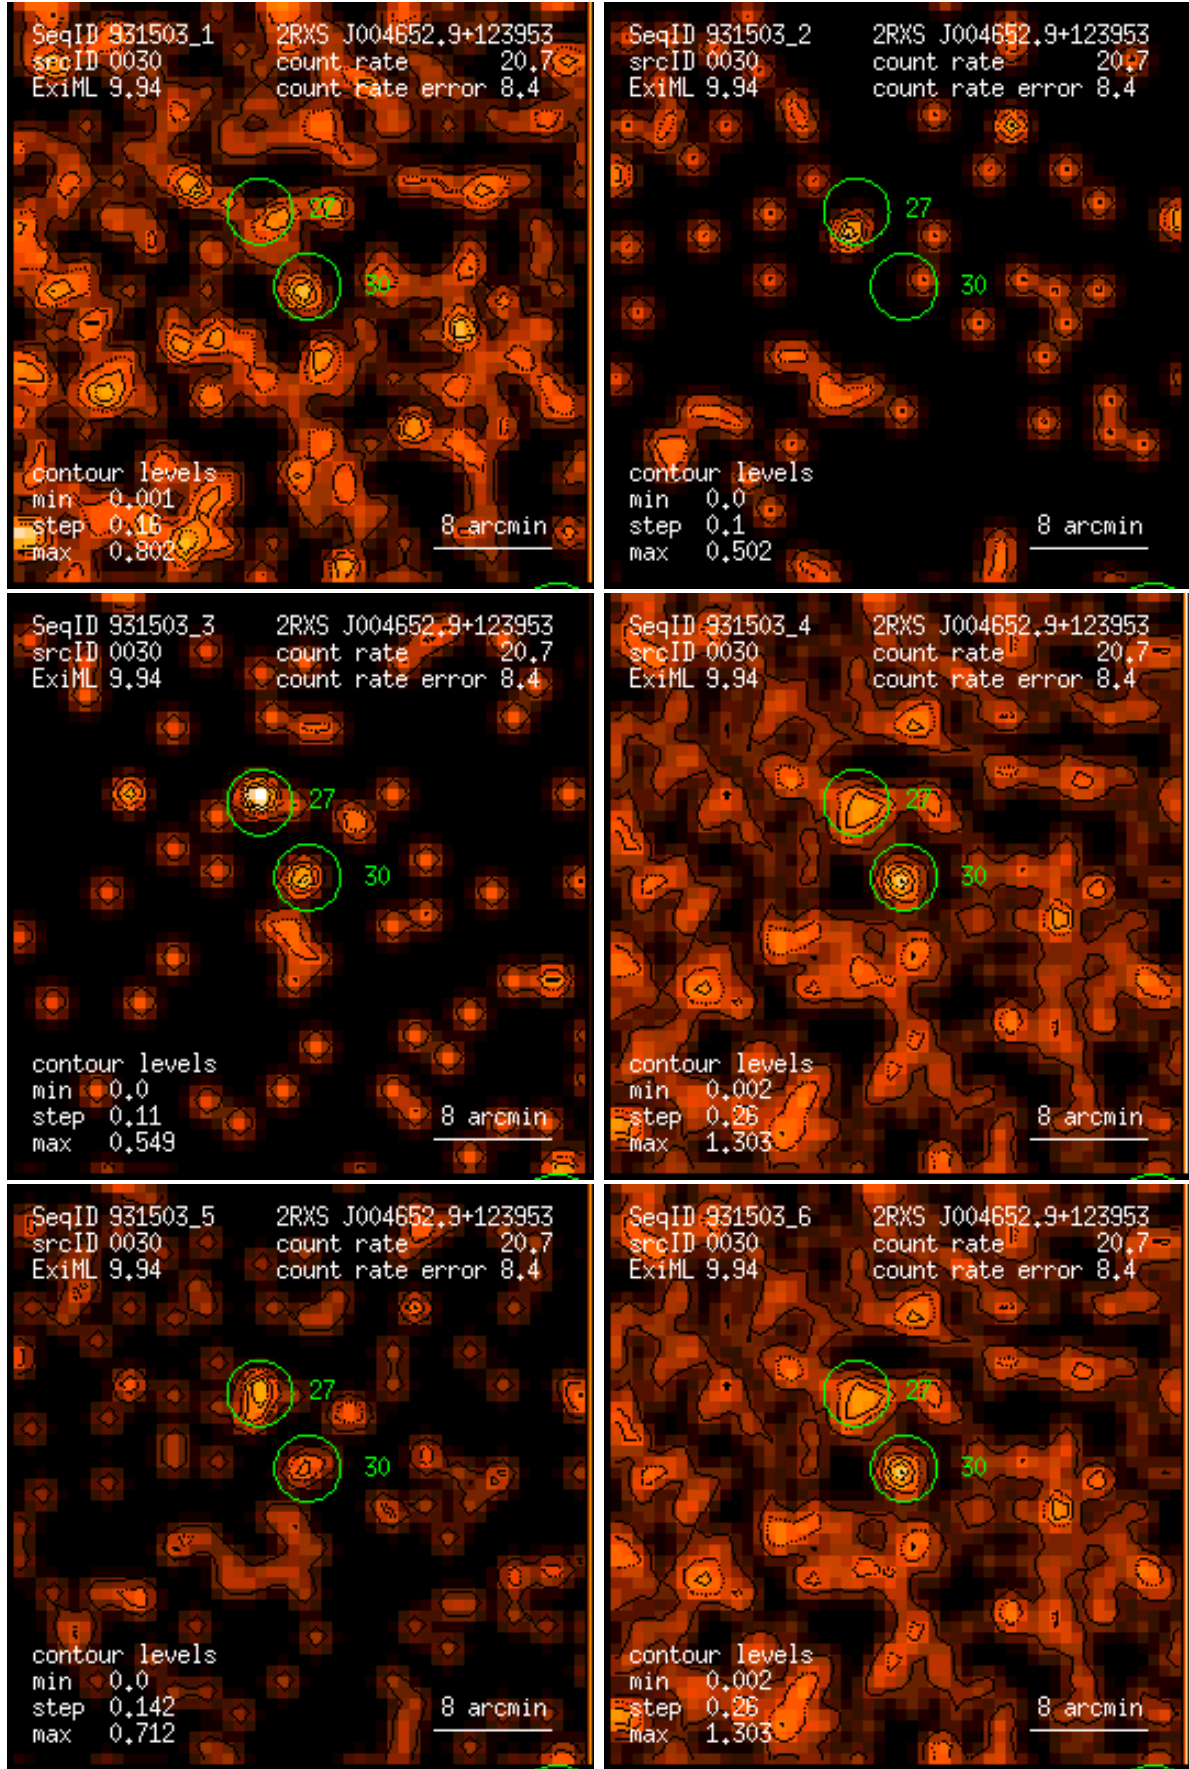 SeqID 931503_1 2RXS J004652.9+123953
srcID 0030 count rate 20.7
ExiML 9.94 count rate error 8.4
27
30
contour levels
min 0.001
step 0.16 8 arcmin
max 0.802
SeqID 931503_2 2RXS J004652.9+123953
srcID 0030 count rate 20.7
ExiML 9.94 count rate error 8.4
27
30
contour levels
min 0.0
step 0.1 8 arcmin
max 0.502
SeqID 931503_3 2RXS J004652.9+123953
srcID 0030 count rate 20.7
ExiML 9.94 count rate error 8.4
27
30
contour levels
min 0.0
step 0.11 8 arcmin
max 0.549
SeqID 931503_4 2RXS J004652.9+123953
srcID 0030 count rate 20.7
ExiML 9.94 count rate error 8.4
27
30
contour levels
min 0.002
step 0.26 8 arcmin
max 1.303
SeqID 931503_5 2RXS J004652.9+123953
srcID 0030 count rate 20.7
ExiML 9.94 count rate error 8.4
27
30
contour levels
min 0.0
step 0.142 8 arcmin
max 0.712
SeqID 931503_6 2RXS J004652.9+123953
srcID 0030 count rate 20.7
ExiML 9.94 count rate error 8.4
27
30
contour levels
min 0.002
step 0.26 8 arcmin
max 1.303